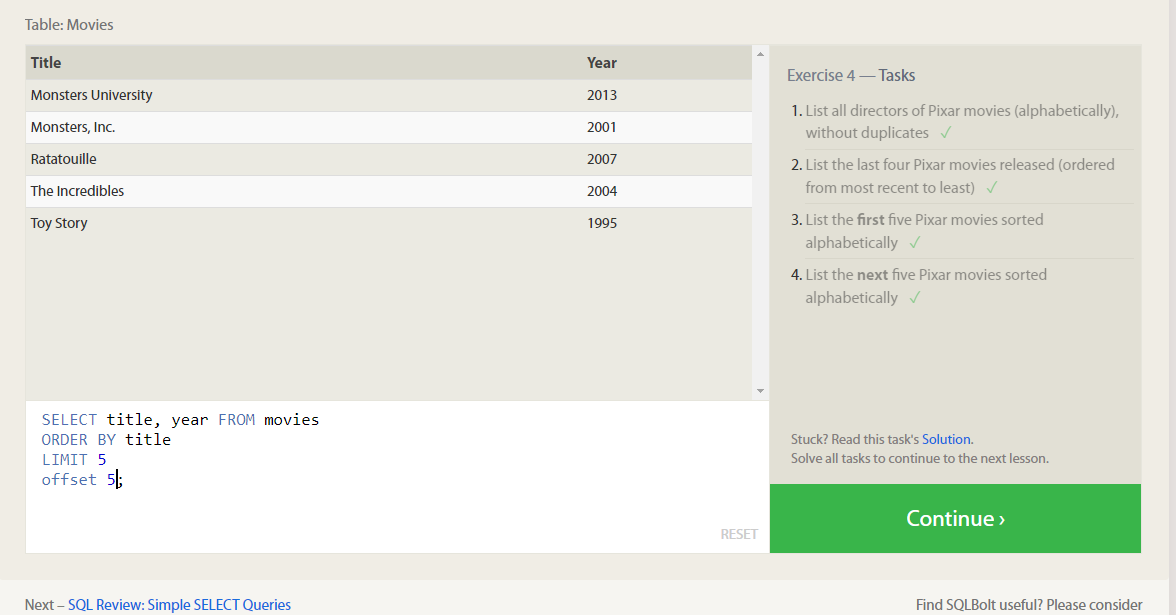 Table: Movies
Title Year
Monsters University 2013
Monsters, Inc. 2001
Ratatouille 2007
The Incredibles 2004
Toy Story 1995
SELECT title, year FROM movies
ORDER BY title
LIMIT 5
offset 5;
RESET
Exercise 4 — Tasks
1. List all directors of Pixar movies (alphabetically),
without duplicates ✓
2. List the last four Pixar movies released (ordered
from most recent to least) ✓
3. List the first five Pixar movies sorted
alphabetically ✓
4. List the next five Pixar movies sorted
alphabetically ✓
Stuck? Read this task's Solution.
Solve all tasks to continue to the next lesson.
Continue ›
Next – SQL Review: Simple SELECT Queries
Find SQLBolt useful? Please consider